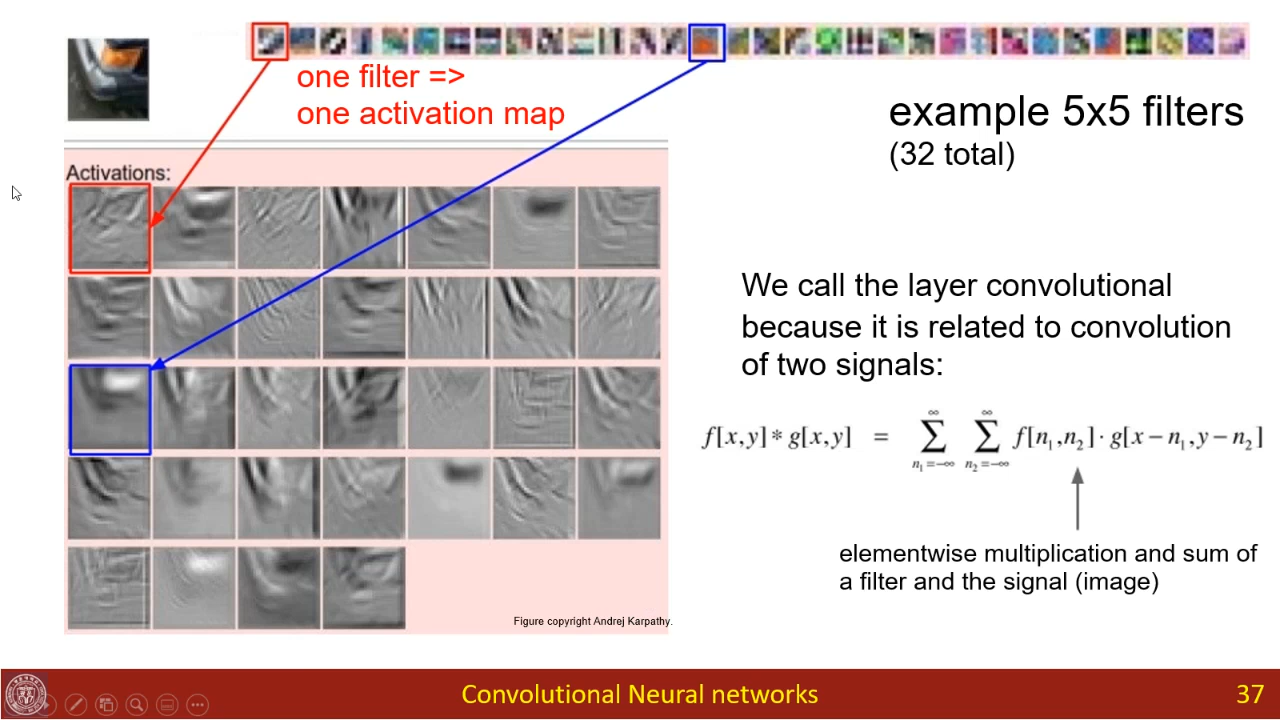 one filter =>
one activation map
example 5x5 filters
(32 total)
Activations:
We call the layer convolutional
because it is related to convolution
of two signals:
f[x,y] * g[x,y] = ∑ n₁=−∞ ∞ ∑ n₂=−∞ ∞ f[n₁,n₂]·g[x−n₁,y−n₂]
elementwise multiplication and sum of
a filter and the signal (image)
Figure copyright Andrej Karpathy.
Convolutional Neural networks
37